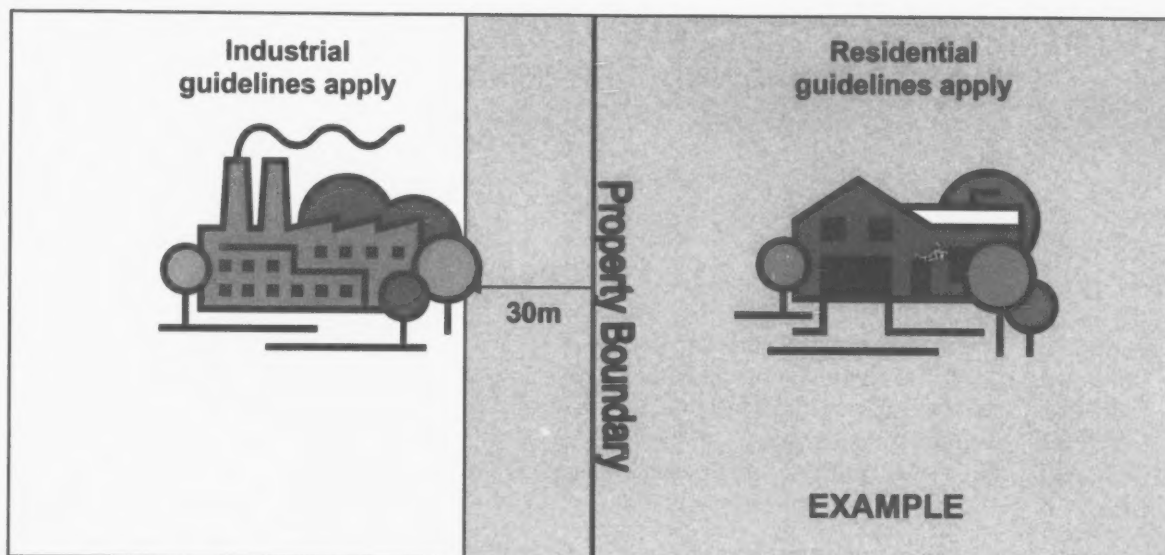 Industrial
guidelines apply
Residential
guidelines apply
Property Boundary
30m
EXAMPLE